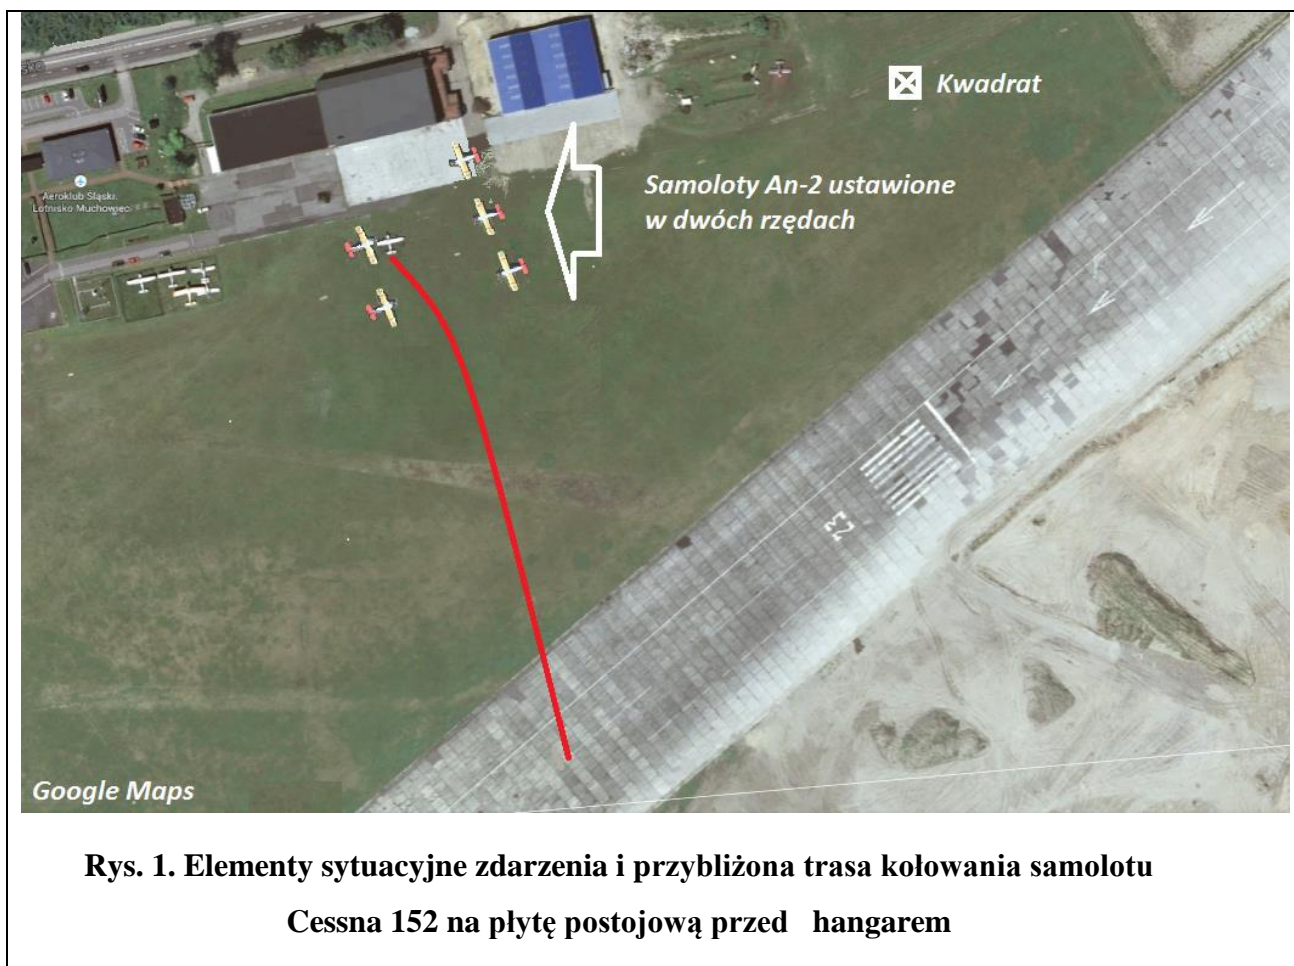 Kwadrat
Samoloty An-2 ustawione
w dwóch rzędach
Aeroklub Śląski.
Lotnisko Muchowiec
23
Google Maps
Rys. 1. Elementy sytuacyjne zdarzenia i przybliżona trasa kołowania samolotu
Cessna 152 na płytę postojową przed hangarem